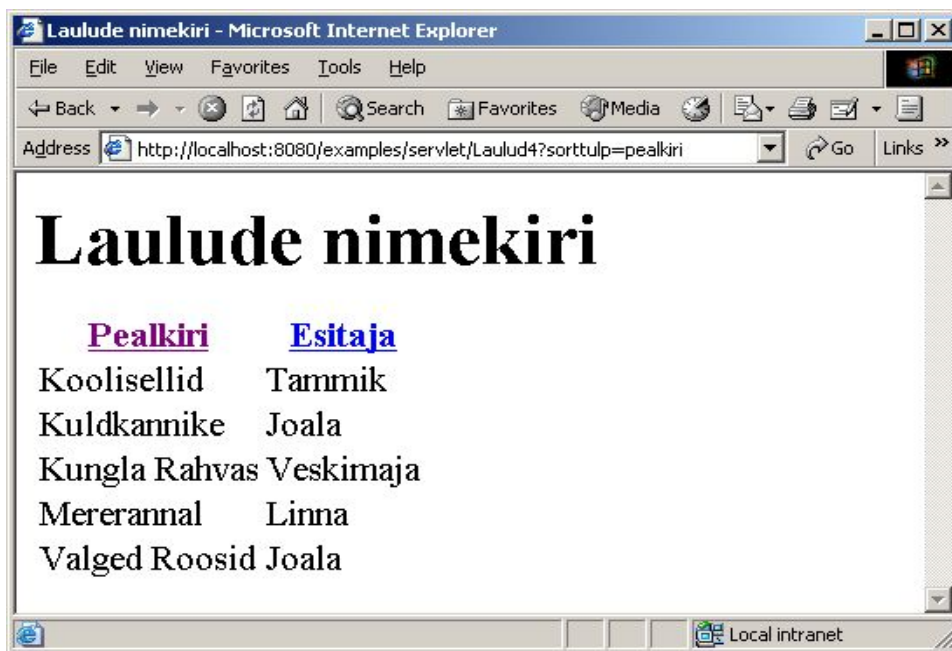 Laulude nimekiri - Microsoft Internet Explorer
File Edit View Favorites Tools Help
Back Search Favorites Media
Address http://localhost:8080/examples/servlet/Laulud4?sorttulp=pealkiri Go Links »
Laulude nimekiri
Pealkiri Esitaja
Koolisellid Tammik
Kuldkannike Joala
Kungla Rahvas Veskimaja
Mererannal Linna
Valged Roosid Joala
Local intranet